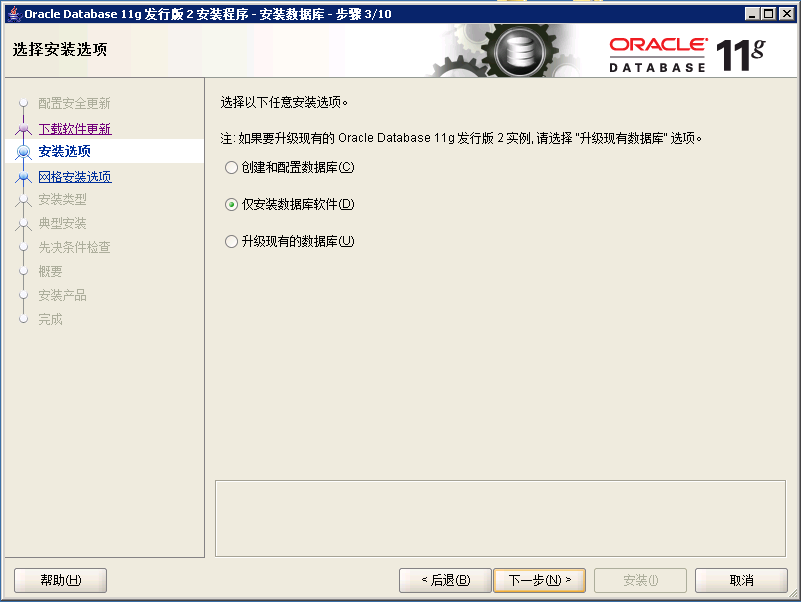 Oracle Database 11g 发行版 2 安装程序 - 安装数据库 - 步骤 3/10
选择安装选项
ORACLE
DATABASE
11g
配置安全更新
下载软件更新
安装选项
网格安装选项
安装类型
典型安装
先决条件检查
概要
安装产品
完成
选择以下任意安装选项。
注: 如果要升级现有的 Oracle Database 11g 发行版 2 实例, 请选择 "升级现有数据库" 选项。
创建和配置数据库(C)
仅安装数据库软件(D)
升级现有的数据库(U)
帮助(H)
< 后退(B)
下一步(N) >
安装(I)
取消